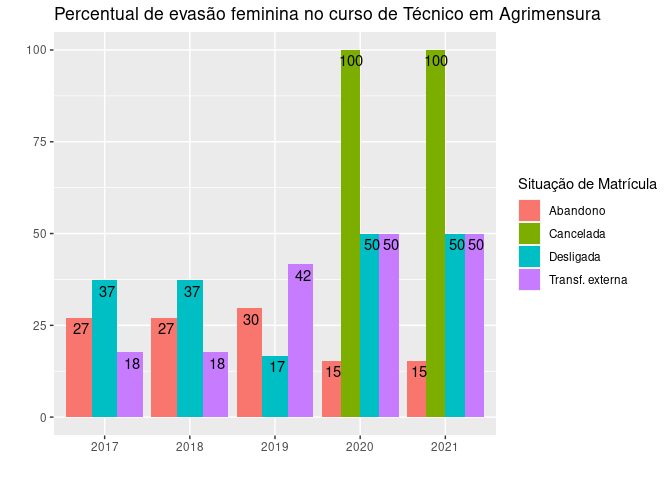 Percentual de evasão feminina no curso de Técnico em Agrimensura
100
75
50
25
0
27 37 18 27 37 18 30 17 42 15 100 50 50 15 100 50 50
2017 2018 2019 2020 2021
Situação de Matrícula
Abandono
Cancelada
Desligada
Transf. externa